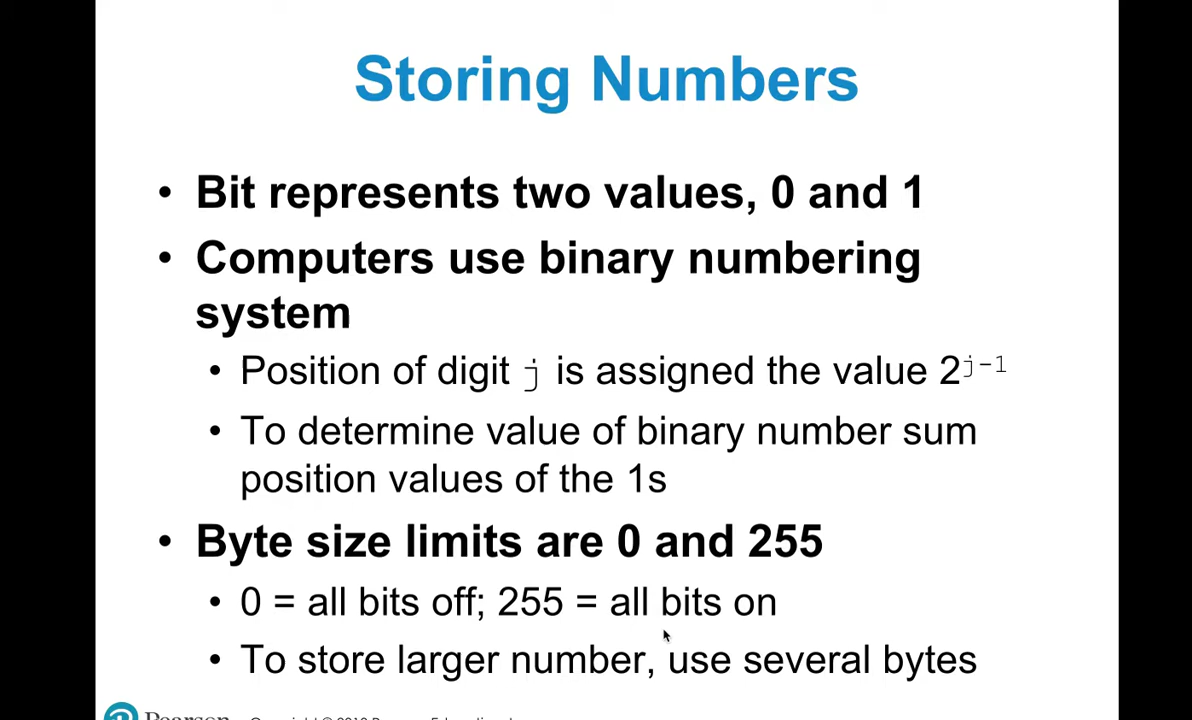 Storing Numbers
• Bit represents two values, 0 and 1
• Computers use binary numbering
system
• Position of digit j is assigned the value 2^j-1
• To determine value of binary number sum
position values of the 1s
• Byte size limits are 0 and 255
• 0 = all bits off; 255 = all bits on
• To store larger number, use several bytes
Pearson